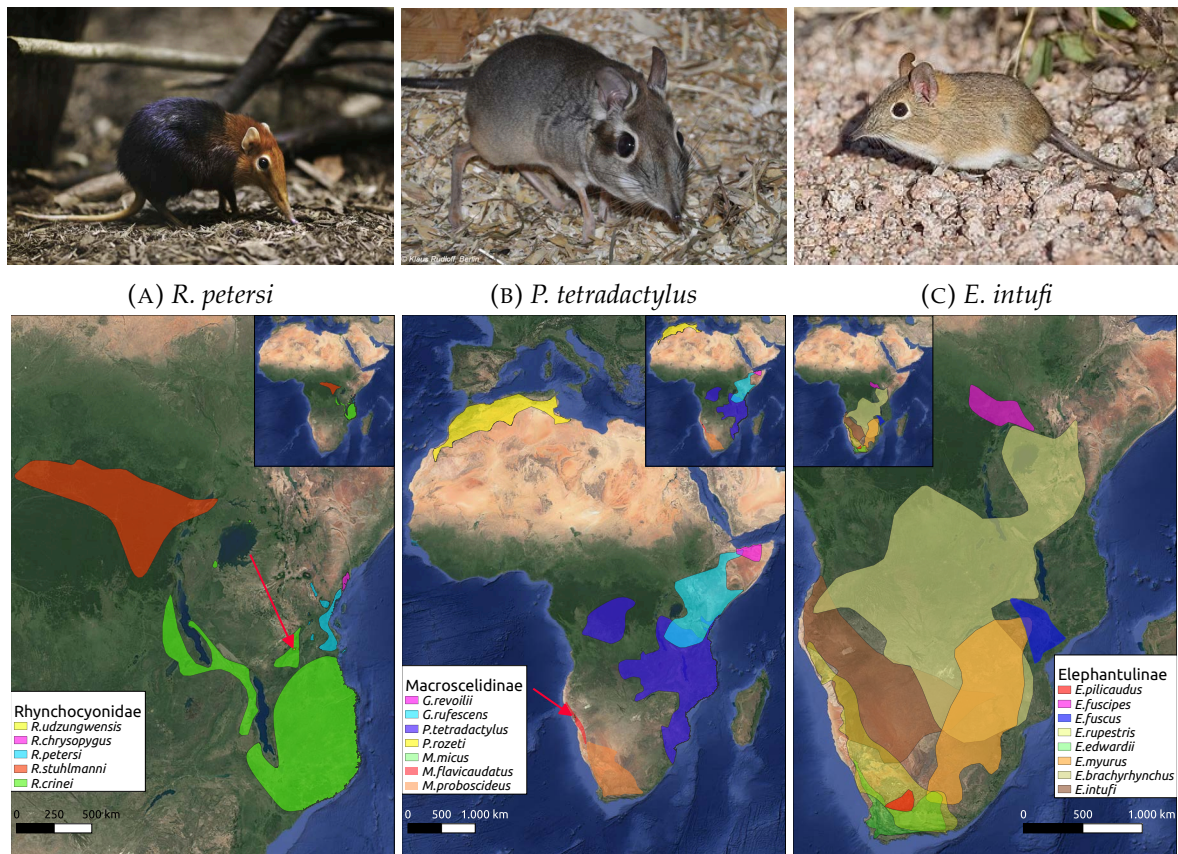 © Klaus Rudloff, Berlin
(A) R. petersi
(B) P. tetradactylus
(C) E. intufi
Rhynchocyonidae
R.udzungwensis
R.chrysopygus
R.petersi
R.stuhlmanni
R.crinei
0 250 500 km
Macroscelidinae
G.revoilii
G.rufescens
P.tetradactylus
P.rozeti
M.micus
M.flavicaudatus
M.proboscideus
0 500 1.000 km
Elephantulinae
E.pilicaudus
E.fuscipes
E.fuscus
E.rupestris
E.edwardii
E.myurus
E.brachyrhynchus
E.intufi
0 500 1.000 km